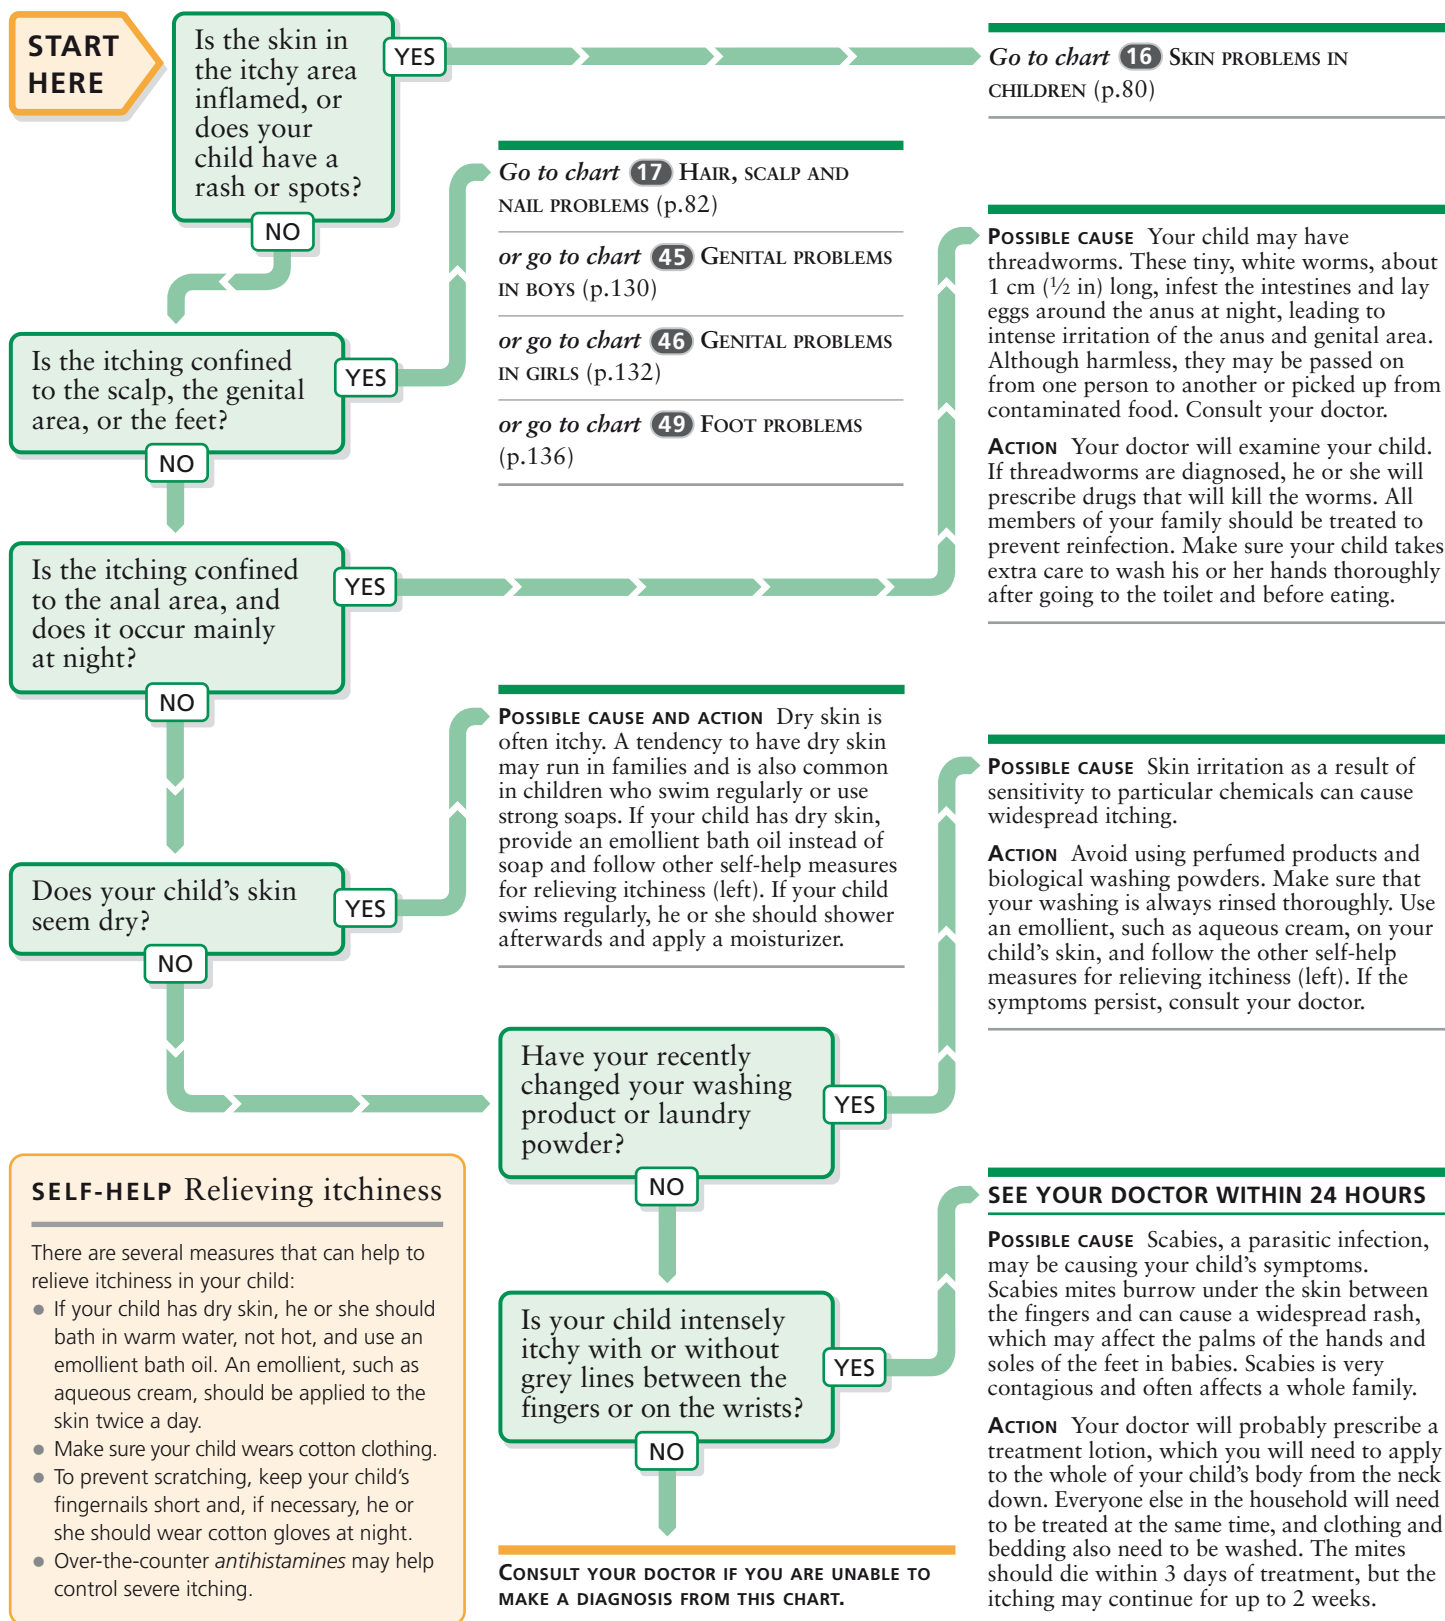 START
HERE
Is the skin in
the itchy area
inflamed, or
does your
child have a
rash or spots?
YES
NO
Go to chart 16 SKIN PROBLEMS IN
CHILDREN (p.80)
Is the itching confined
to the scalp, the genital
area, or the feet?
YES
NO
Go to chart 17 HAIR, SCALP AND
NAIL PROBLEMS (p.82)
or go to chart 45 GENITAL PROBLEMS
IN BOYS (p.130)
or go to chart 46 GENITAL PROBLEMS
IN GIRLS (p.132)
or go to chart 49 FOOT PROBLEMS
(p.136)
Is the itching confined
to the anal area, and
does it occur mainly
at night?
YES
NO
POSSIBLE CAUSE Your child may have
threadworms. These tiny, white worms, about
1 cm (½ in) long, infest the intestines and lay
eggs around the anus at night, leading to
intense irritation of the anus and genital area.
Although harmless, they may be passed on
from one person to another or picked up from
contaminated food. Consult your doctor.
ACTION Your doctor will examine your child.
If threadworms are diagnosed, he or she will
prescribe drugs that will kill the worms. All
members of your family should be treated to
prevent reinfection. Make sure your child takes
extra care to wash his or her hands thoroughly
after going to the toilet and before eating.
Does your child's skin
seem dry?
YES
NO
POSSIBLE CAUSE AND ACTION Dry skin is
often itchy. A tendency to have dry skin
may run in families and is also common
in children who swim regularly or use
strong soaps. If your child has dry skin,
provide an emollient bath oil instead of
soap and follow other self-help measures
for relieving itchiness (left). If your child
swims regularly, he or she should shower
afterwards and apply a moisturizer.
Have your recently
changed your washing
product or laundry
powder?
YES
NO
POSSIBLE CAUSE Skin irritation as a result of
sensitivity to particular chemicals can cause
widespread itching.
ACTION Avoid using perfumed products and
biological washing powders. Make sure that
your washing is always rinsed thoroughly. Use
an emollient, such as aqueous cream, on your
child's skin, and follow the other self-help
measures for relieving itchiness (left). If the
symptoms persist, consult your doctor.
Is your child intensely
itchy with or without
grey lines between the
fingers or on the wrists?
YES
NO
SEE YOUR DOCTOR WITHIN 24 HOURS
POSSIBLE CAUSE Scabies, a parasitic infection,
may be causing your child's symptoms.
Scabies mites burrow under the skin between
the fingers and can cause a widespread rash,
which may affect the palms of the hands and
soles of the feet in babies. Scabies is very
contagious and often affects a whole family.
ACTION Your doctor will probably prescribe a
treatment lotion, which you will need to apply
to the whole of your child's body from the neck
down. Everyone else in the household will need
to be treated at the same time, and clothing and
bedding also need to be washed. The mites
should die within 3 days of treatment, but the
itching may continue for up to 2 weeks.
CONSULT YOUR DOCTOR IF YOU ARE UNABLE TO
MAKE A DIAGNOSIS FROM THIS CHART.
SELF-HELP Relieving itchiness
There are several measures that can help to
relieve itchiness in your child:
• If your child has dry skin, he or she should
bath in warm water, not hot, and use an
emollient bath oil. An emollient, such as
aqueous cream, should be applied to the
skin twice a day.
• Make sure your child wears cotton clothing.
• To prevent scratching, keep your child's
fingernails short and, if necessary, he or
she should wear cotton gloves at night.
• Over-the-counter antihistamines may help
control severe itching.